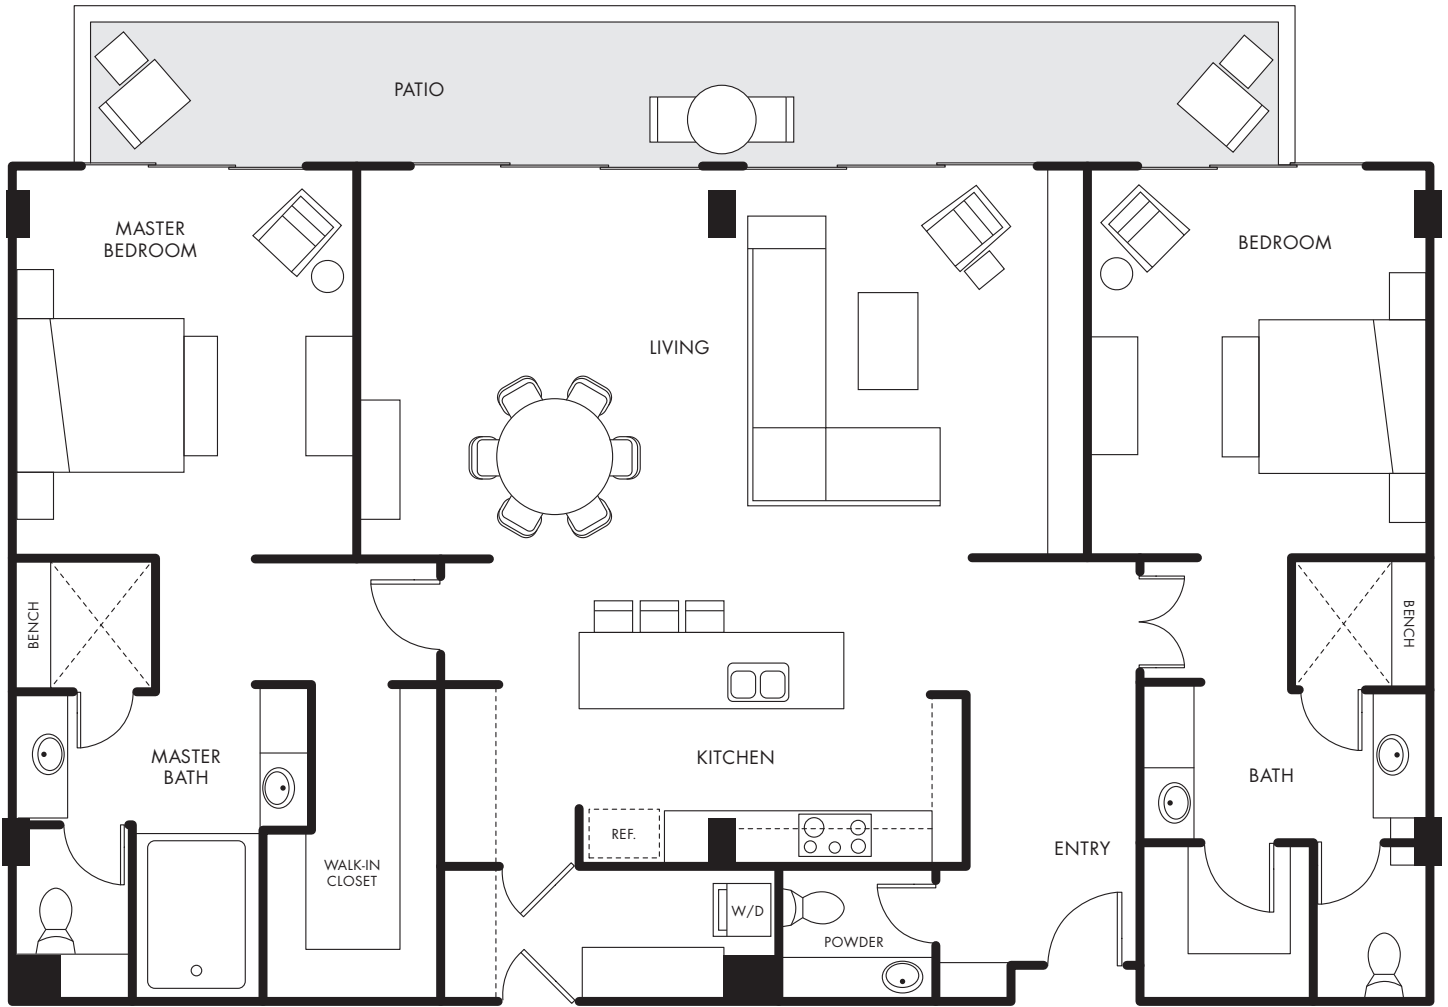 PATIO
MASTER
BEDROOM
BEDROOM
LIVING
BENCH
BENCH
MASTER
BATH
KITCHEN
BATH
REF.
ENTRY
WALK-IN
CLOSET
W/D
POWDER